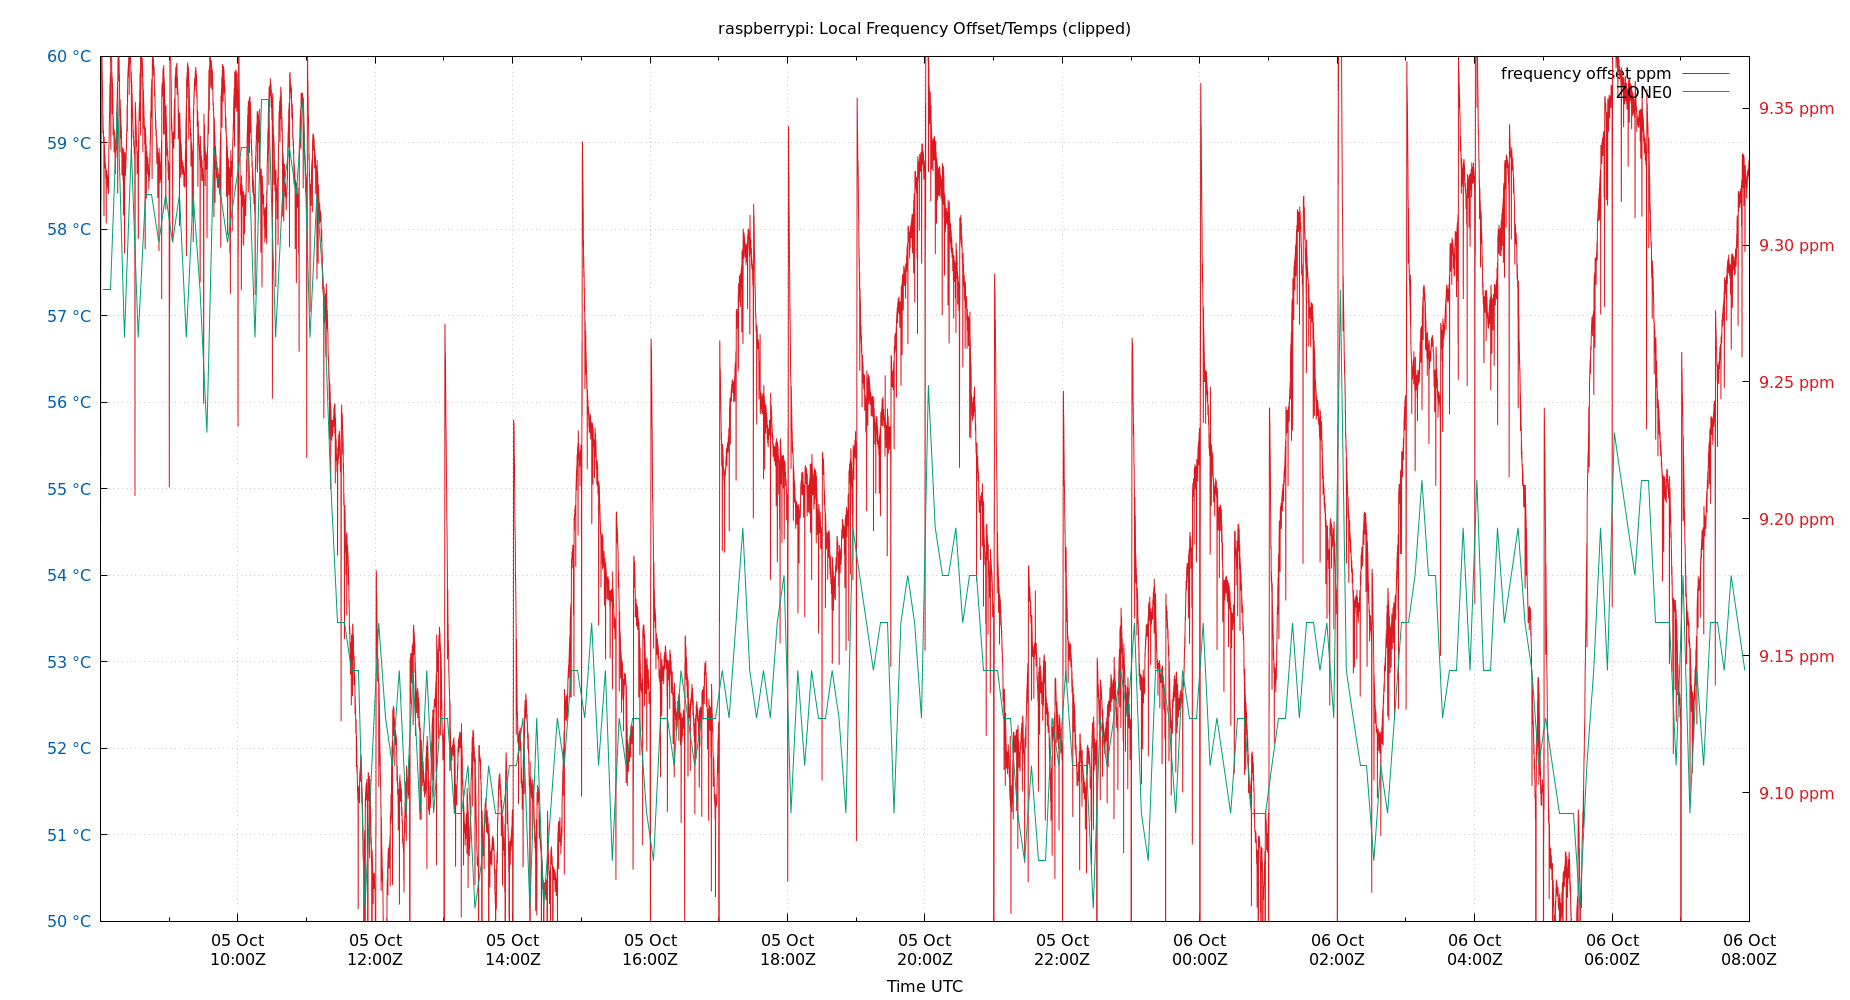 raspberrypi: Local Frequency Offset/Temps (clipped)
60 °C
59 °C
58 °C
57 °C
56 °C
55 °C
54 °C
53 °C
52 °C
51 °C
50 °C
frequency offset ppm
ZONE0
9.35 ppm
9.30 ppm
9.25 ppm
9.20 ppm
9.15 ppm
9.10 ppm
05 Oct
10:00Z
05 Oct
12:00Z
05 Oct
14:00Z
05 Oct
16:00Z
05 Oct
18:00Z
05 Oct
20:00Z
05 Oct
22:00Z
06 Oct
00:00Z
06 Oct
02:00Z
06 Oct
04:00Z
06 Oct
06:00Z
06 Oct
08:00Z
Time UTC